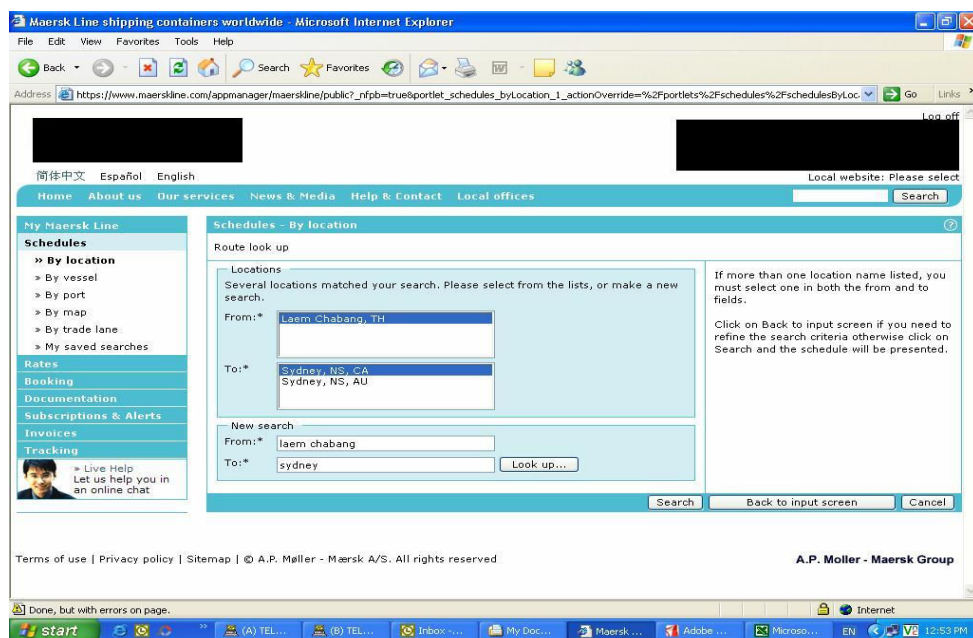 Maersk Line shipping containers worldwide - Microsoft Internet Explorer
File Edit View Favorites Tools Help
Back Search Favorites
Address https://www.maerskline.com/appmanager/maerskline/public?_nfpb=true&portlet_schedules_byLocation_1_actionOverride=%2Fportlets%2Fschedules%2FschedulesByLoc Go Links »
Log off
简体中文 Español English
Local website: Please select
Home About us Our services News & Media Help & Contact Local offices Search
My Maersk Line
Schedules
» By location
» By vessel
» By port
» By map
» By trade lane
» My saved searches
Rates
Booking
Documentation
Subscriptions & Alerts
Invoices
Tracking
» Live Help
Let us help you in
an online chat
Schedules - By location ?
Route look up
Locations
Several locations matched your search. Please select from the lists, or make a new
search.
From:* Laem Chabang, TH
To:* Sydney, NS, CA
Sydney, NS, AU
New search
From:* laem chabang
To:* sydney Look up...
If more than one location name listed, you
must select one in both the from and to
fields.
Click on Back to input screen if you need to
refine the search criteria otherwise click on
Search and the schedule will be presented.
Search Back to input screen Cancel
Terms of use | Privacy policy | Sitemap | © A.P. Møller - Mærsk A/S. All rights reserved
A.P. Moller - Maersk Group
Done, but with errors on page. Internet
start » (A) TEL... (B) TEL... Inbox -... My Doc... Maersk ... Adobe ... Microso... EN 12:53 PM